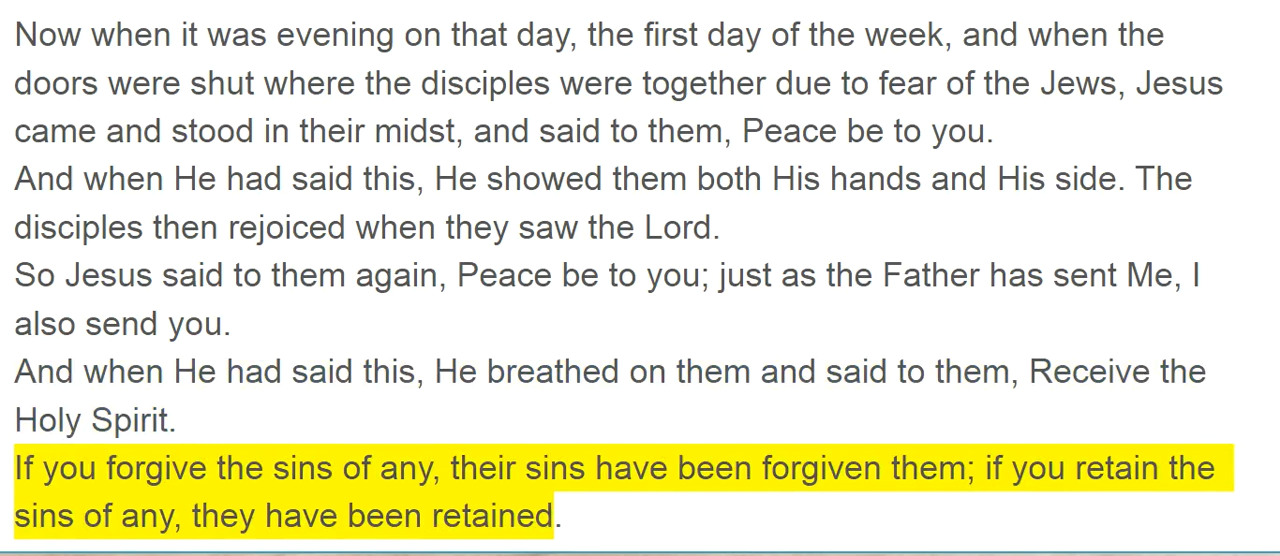 Now when it was evening on that day, the first day of the week, and when the
doors were shut where the disciples were together due to fear of the Jews, Jesus
came and stood in their midst, and said to them, Peace be to you.
And when He had said this, He showed them both His hands and His side. The
disciples then rejoiced when they saw the Lord.
So Jesus said to them again, Peace be to you; just as the Father has sent Me, I
also send you.
And when He had said this, He breathed on them and said to them, Receive the
Holy Spirit.
If you forgive the sins of any, their sins have been forgiven them; if you retain the
sins of any, they have been retained.